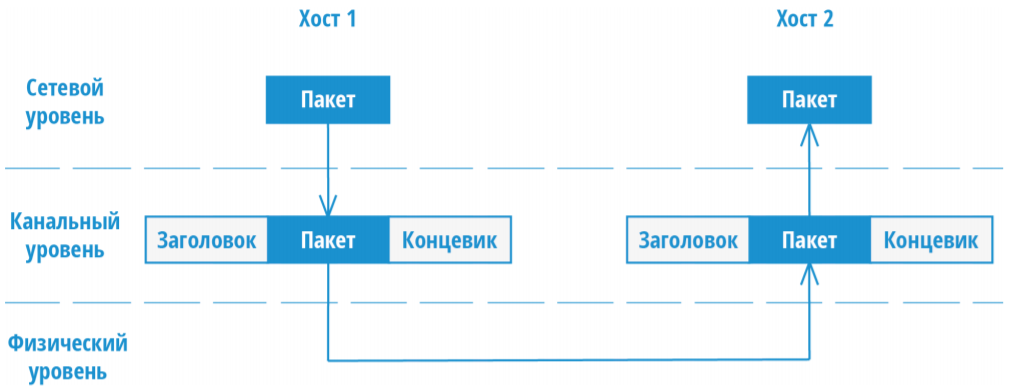 Хост 1
Хост 2
Сетевой
уровень
Пакет
Пакет
Канальный
уровень
Заголовок
Пакет
Концевик
Заголовок
Пакет
Концевик
Физический
уровень